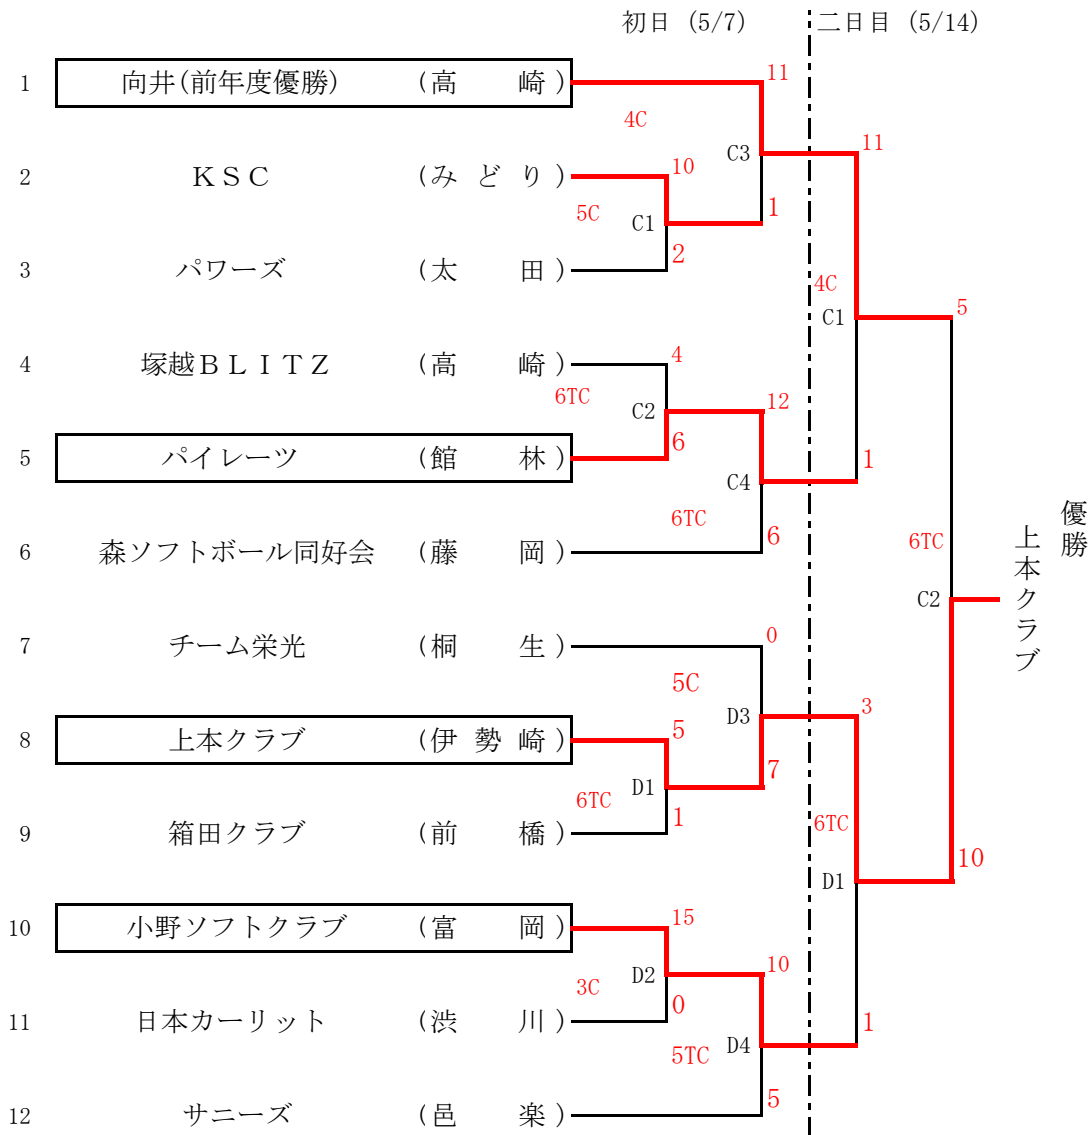 初日 (5/7) 二日目 (5/14)
1 向井(前年度優勝) (高崎)
11
4C
C3
11
2 KSC (みどり)
10
5C
C1
1
3 パワーズ (太田)
2
4C
C1
5
4 塚越BLITZ (高崎)
4
6TC
C2
12
5 パイレーツ (館林)
6
C4
1
6TC
6 森ソフトボール同好会 (藤岡)
6
6TC
C2
優勝
上本クラブ
7 チーム栄光 (桐生)
0
5C
D3
3
8 上本クラブ (伊勢崎)
5
7
6TC
D1
9 箱田クラブ (前橋)
1
6TC
D1
10
10 小野ソフトクラブ (富岡)
15
3C
D2
10
11 日本カーリット (渋川)
0
5TC
D4
1
12 サニーズ (邑楽)
5